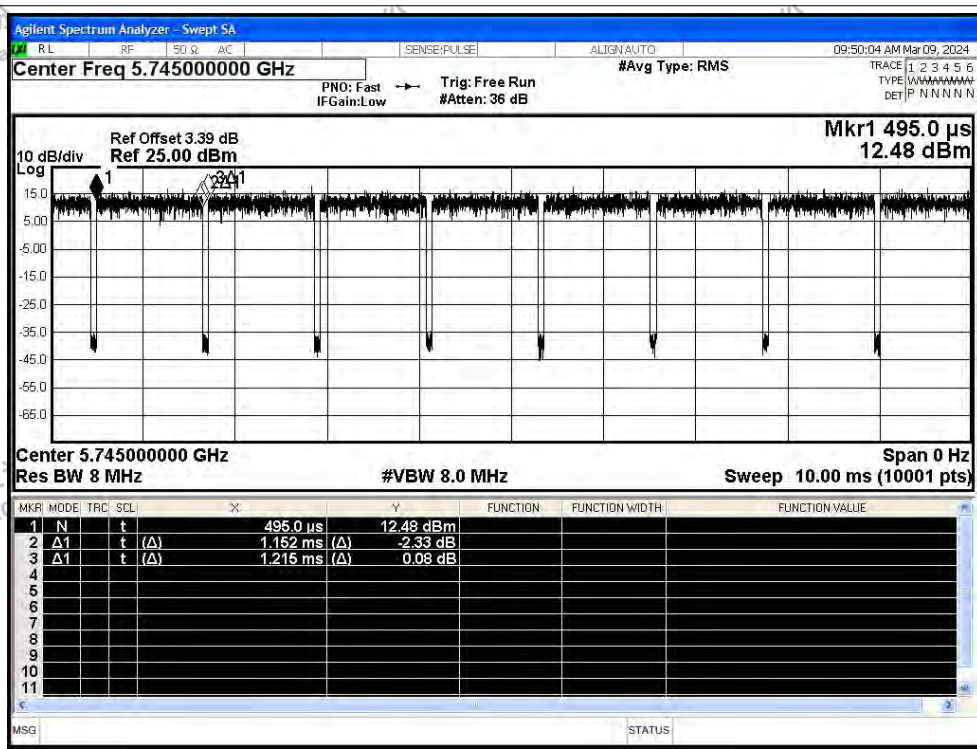 Agilent Spectrum Analyzer - Swept SA
LXI RL RF 50 Ω AC SENSE:PULSE ALIGN AUTO 09:50:04 AM Mar 09, 2024
Center Freq 5.745000000 GHz
PNO: Fast
IFGain:Low
Trig: Free Run
#Atten: 36 dB
#Avg Type: RMS
TRACE 1 2 3 4 5 6
TYPE WWWWWWW
DET P N N N N N
Mkr1 495.0 µs
12.48 dBm
Ref Offset 3.39 dB
10 dB/div Ref 25.00 dBm
Log
1
2Δ1
3Δ1
15.0
5.00
-5.00
-15.0
-25.0
-35.0
-45.0
-55.0
-65.0
Center 5.745000000 GHz Span 0 Hz
Res BW 8 MHz #VBW 8.0 MHz Sweep 10.00 ms (10001 pts)
MKR MODE TRC SCL X Y FUNCTION FUNCTION WIDTH FUNCTION VALUE
1 N t 495.0 µs 12.48 dBm
2 Δ1 t (Δ) 1.152 ms (Δ) -2.33 dB
3 Δ1 t (Δ) 1.215 ms (Δ) 0.08 dB
4
5
6
7
8
9
10
11
MSG STATUS